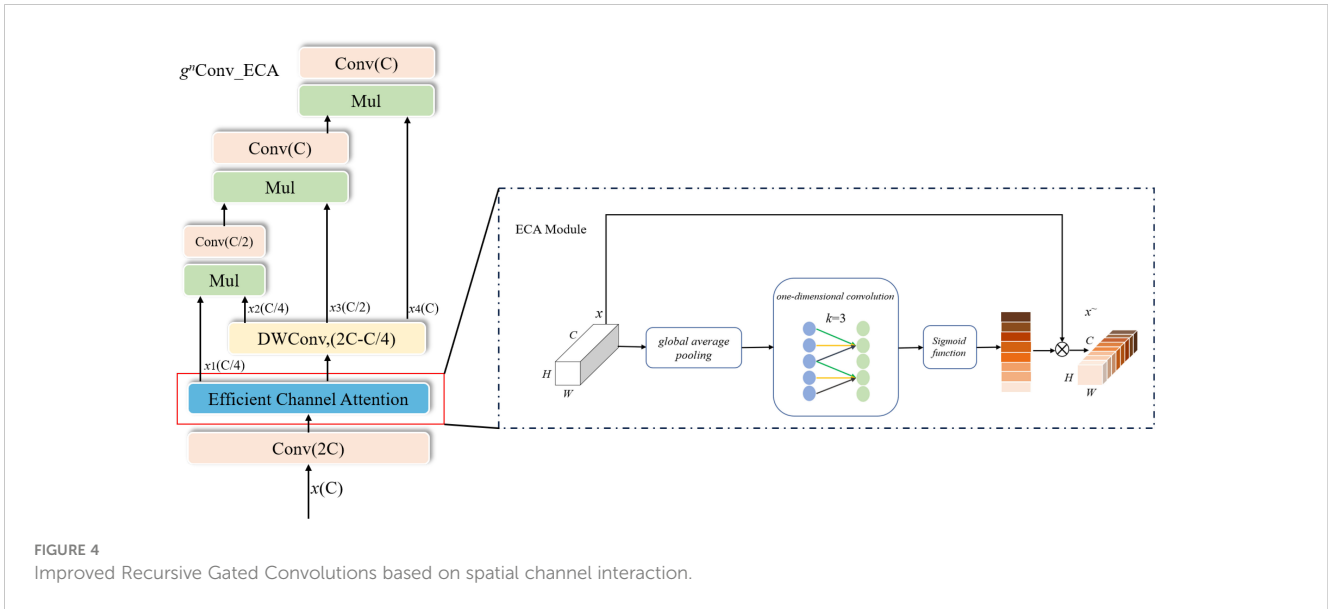 gⁿConv_ECA
Conv(C)
Mul
Conv(C)
Mul
Conv(C/2)
Mul
x2(C/4)
x3(C/2)
x4(C)
DWConv,(2C-C/4)
x1(C/4)
Efficient Channel Attention
Conv(2C)
x(C)
ECA Module
x
C
H
W
global average
pooling
one-dimensional convolution
k=3
Sigmoid
function
x~
C
H
W
FIGURE 4
Improved Recursive Gated Convolutions based on spatial channel interaction.